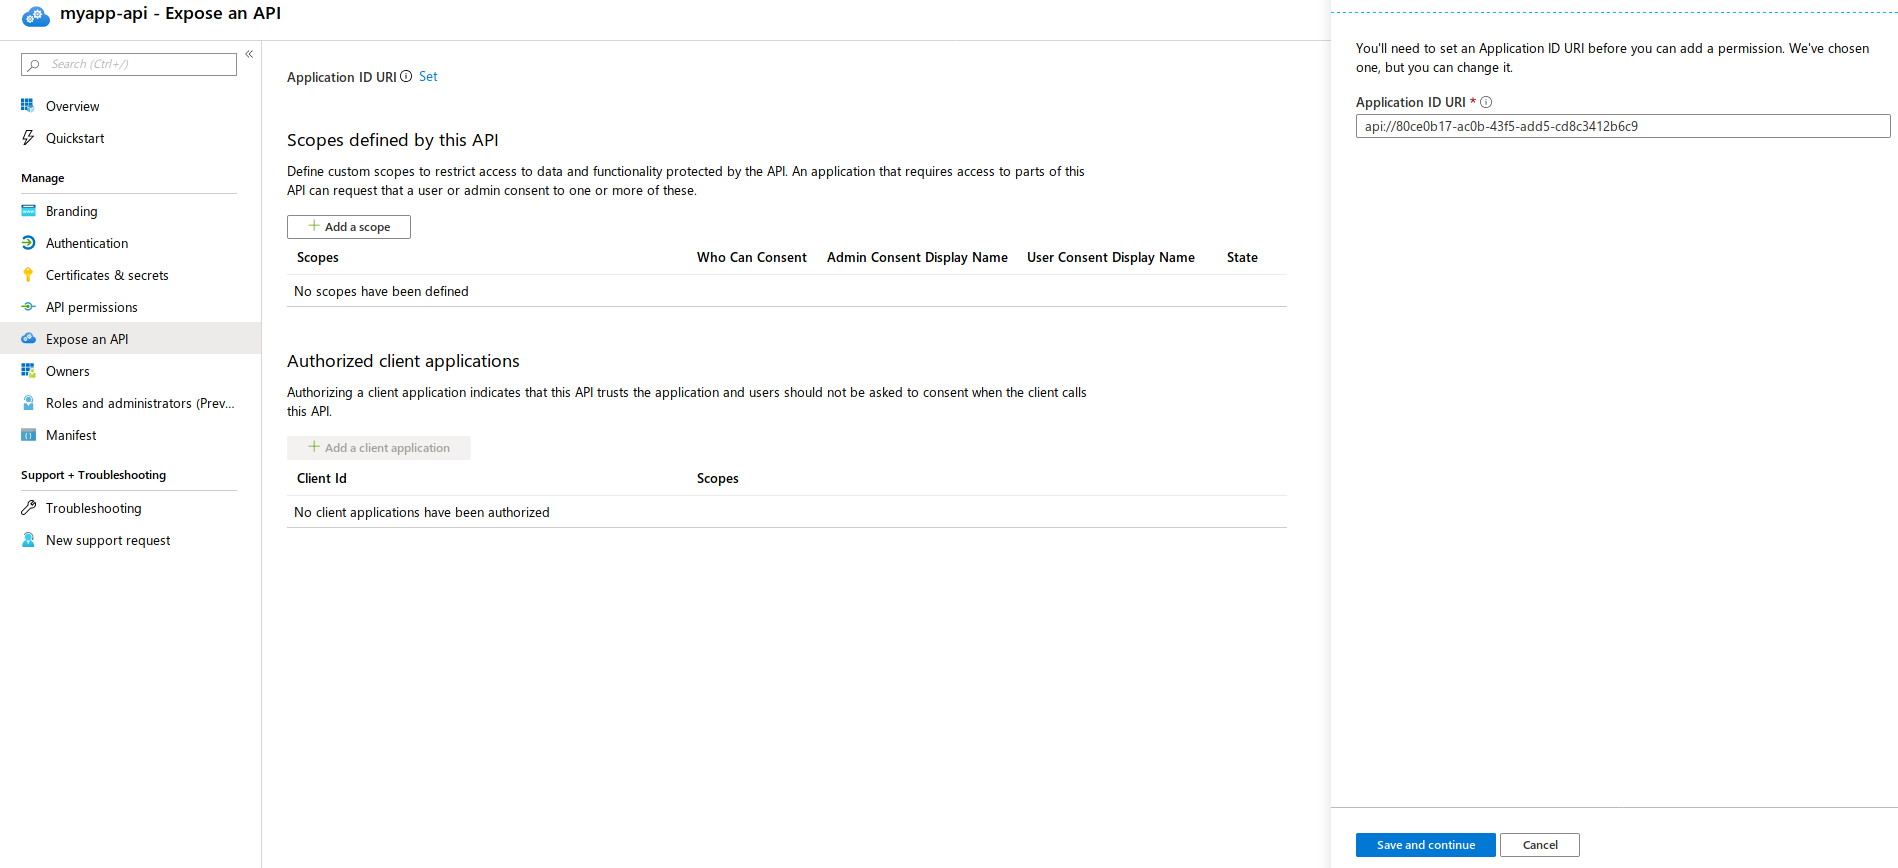 myapp-api - Expose an API
«
Search (Ctrl+/)
Overview
Quickstart
Manage
Branding
Authentication
Certificates & secrets
API permissions
Expose an API
Owners
Roles and administrators (Prev...
Manifest
Support + Troubleshooting
Troubleshooting
New support request
Application ID URI Set
Scopes defined by this API
Define custom scopes to restrict access to data and functionality protected by the API. An application that requires access to parts of this
API can request that a user or admin consent to one or more of these.
+ Add a scope
Scopes Who Can Consent Admin Consent Display Name User Consent Display Name State
No scopes have been defined
Authorized client applications
Authorizing a client application indicates that this API trusts the application and users should not be asked to consent when the client calls
this API.
+ Add a client application
Client Id Scopes
No client applications have been authorized
You'll need to set an Application ID URI before you can add a permission. We've chosen
one, but you can change it.
Application ID URI *
api://80ce0b17-ac0b-43f5-add5-cd8c3412b6c9
Save and continue Cancel